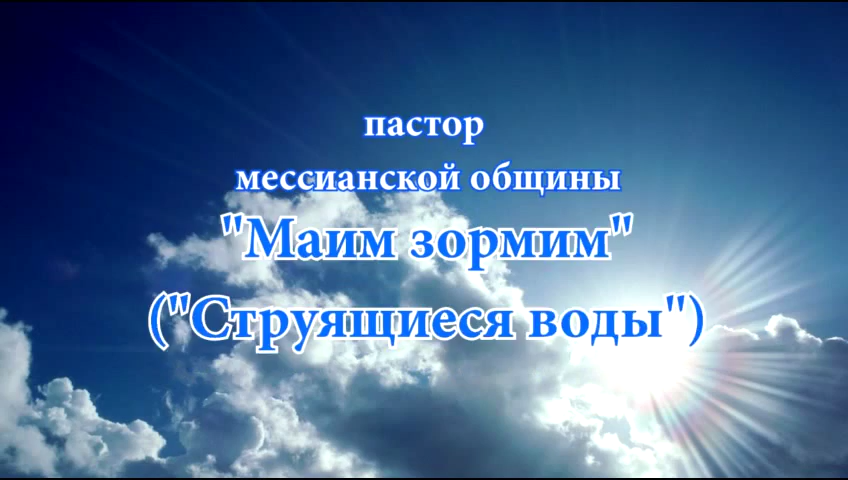 пастор
мессианской общины
"Маим зормим"
("Струящиеся воды")